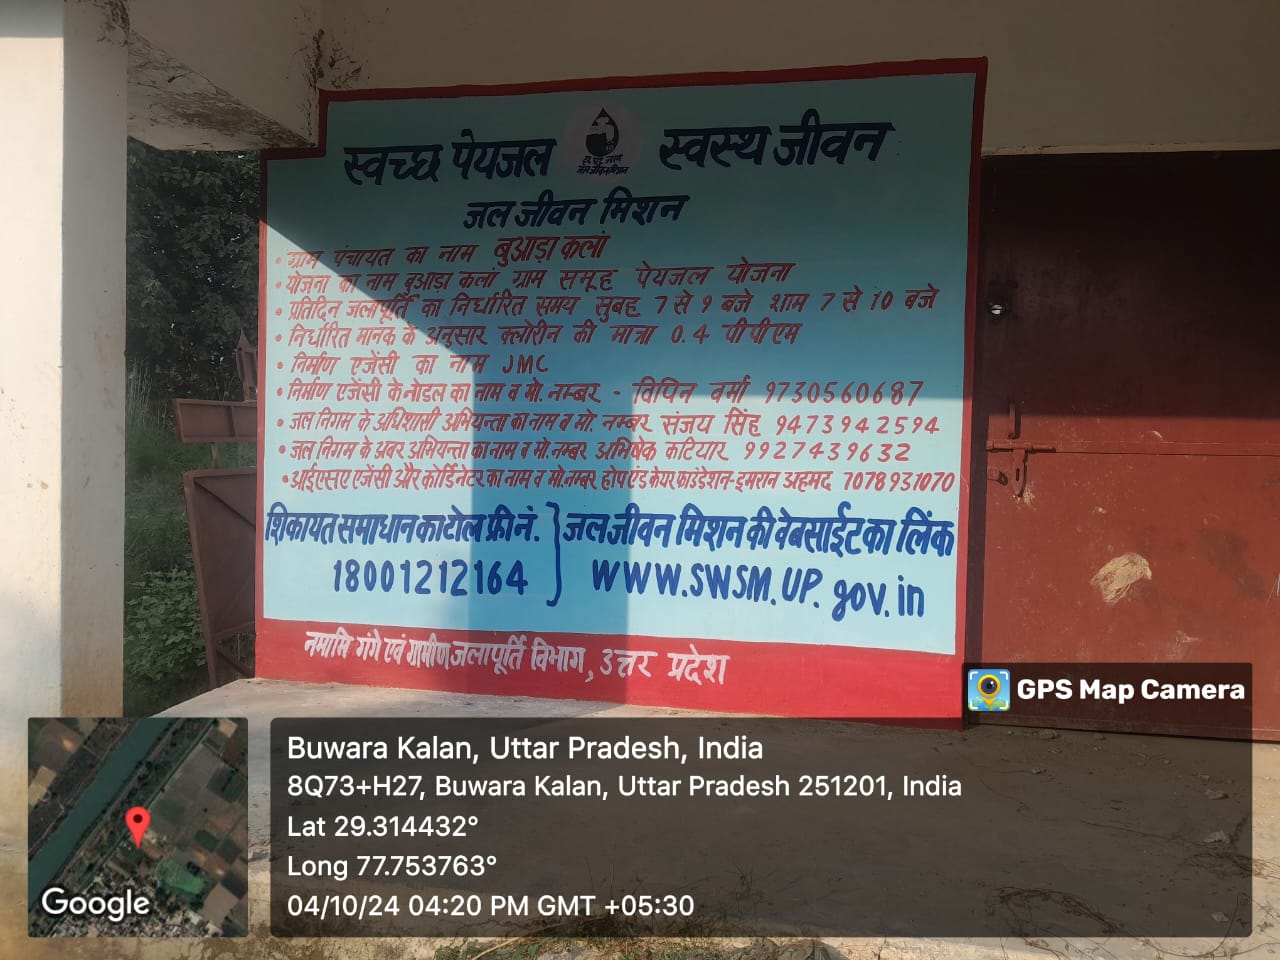 स्वच्छ पेयजल स्वस्थ जीवन
जल जीवन मिशन
• ग्राम पंचायत का नाम बुआड़ा कलां
• योजना का नाम बुआड़ा कलां ग्राम समूह पेयजल योजना
• प्रतिदिन जलापूर्ति का निर्धारित समय सुबह 7 से 9 बजे शाम 7 से 10 बजे
• निर्धारित मानक के अनुसार क्लोरीन की मात्रा 0.4 पीपीएम
• निर्माण एजेंसी का नाम JMC
• निर्माण एजेंसी के नोडल का नाम व मो. नम्बर - विपिन वर्मा 9730560687
• जल निगम के अधिशासी अभियन्ता का नाम व मो. नम्बर संजय सिंह 9473942594
• जल निगम के अवर अभियन्ता का नाम व मो. नम्बर अभिषेक कटियार 9927439632
• आईएसए एजेंसी और कोर्डिनेटर का नाम व मो. नम्बर होप एंड केयर फाउंडेशन - इमरान अहमद 7078931070
शिकायत समाधान का टोल फ्री नं.
18001212164
जल जीवन मिशन की वेबसाईट का लिंक
WWW.SWSM.UP.gov.in
नमामि गंगे एवं ग्रामीण जलापूर्ति विभाग, उत्तर प्रदेश
GPS Map Camera
Buwara Kalan, Uttar Pradesh, India
8Q73+H27, Buwara Kalan, Uttar Pradesh 251201, India
Lat 29.314432°
Long 77.753763°
04/10/24 04:20 PM GMT +05:30
Google